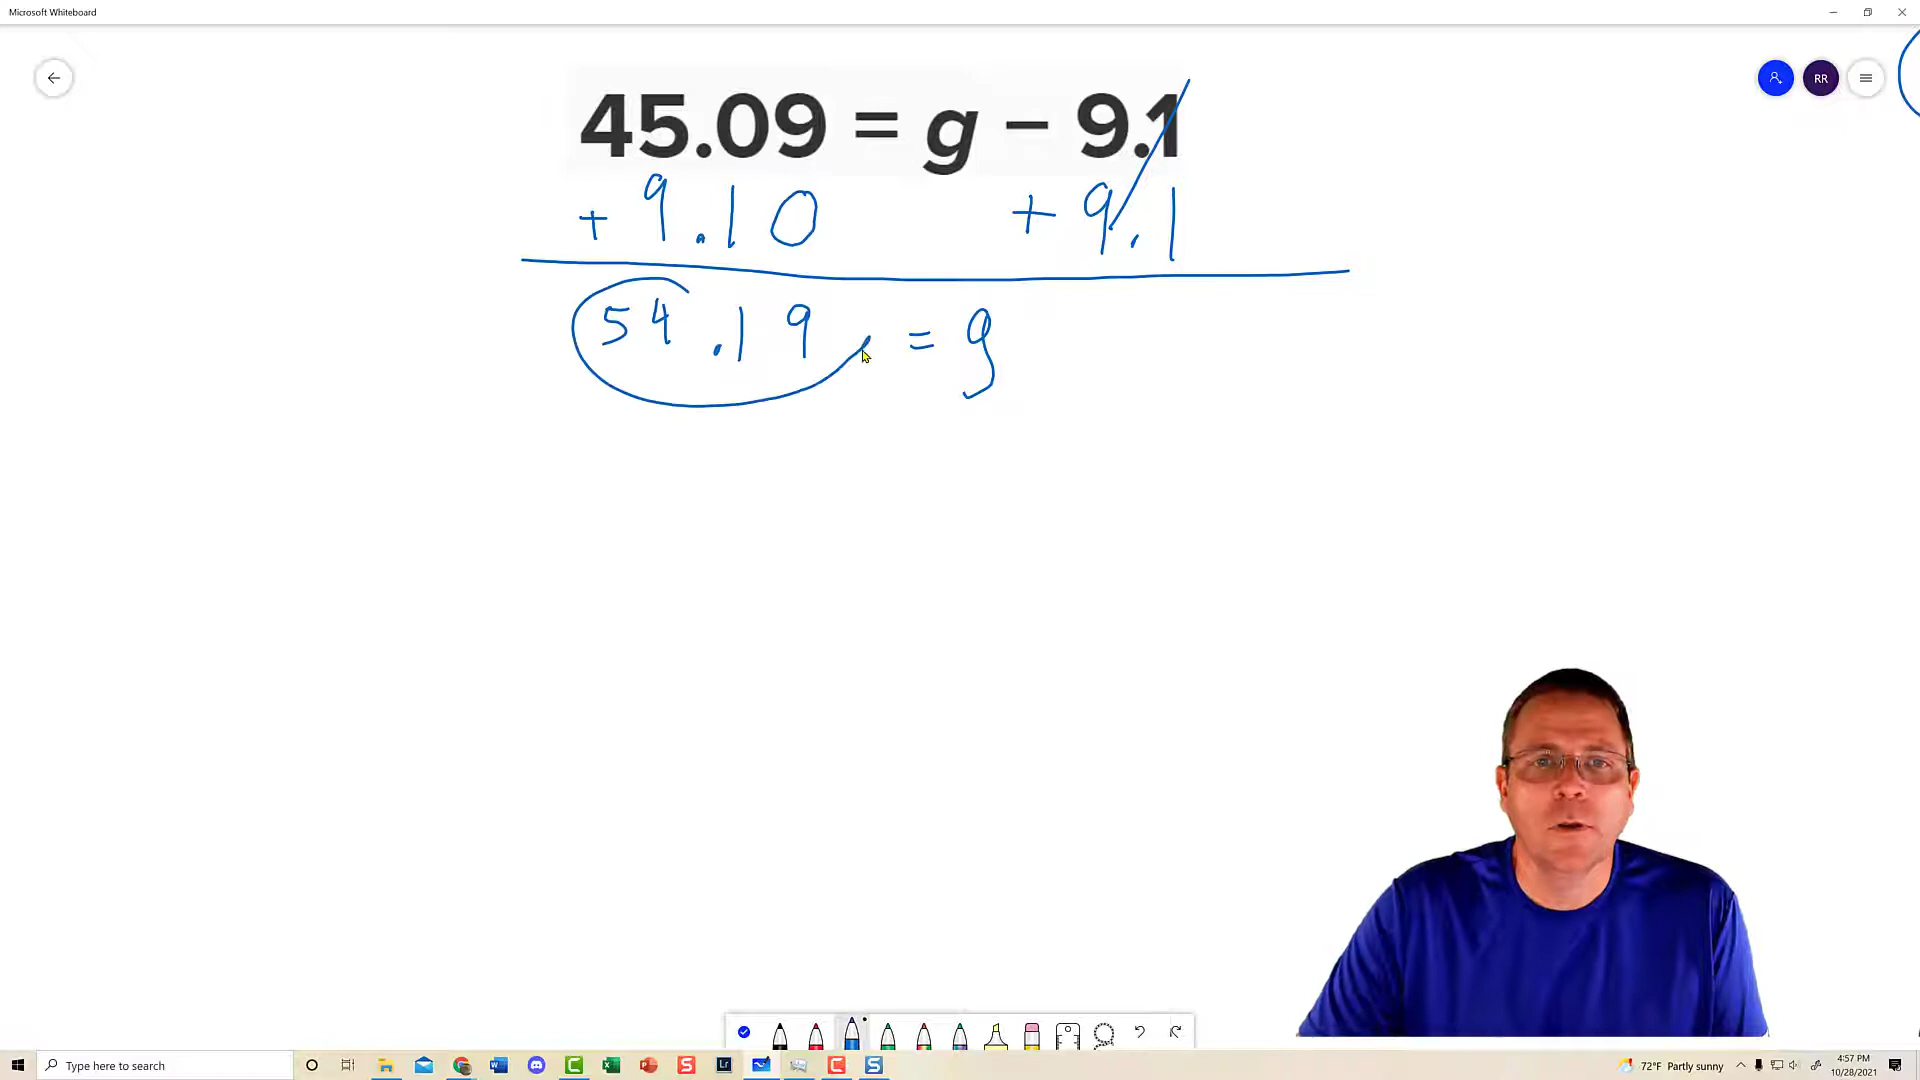 Microsoft Whiteboard
RR
45.09 = g − 9.1
+ 9.10 + 9.1
54.19 = g
Type here to search
72°F Partly sunny
4:57 PM
10/28/2021